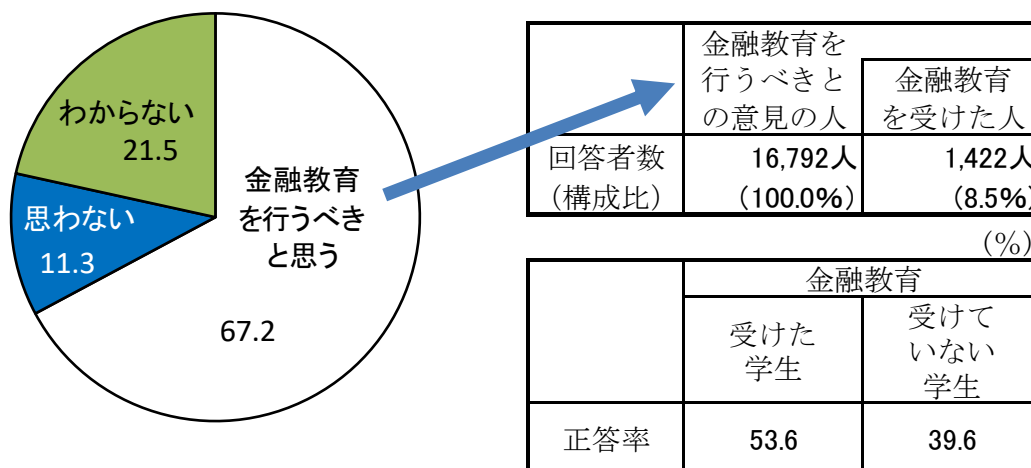 わからない
21.5
思わない
11.3
金融教育
を行うべき
と思う
67.2
金融教育を
行うべきと
の意見の人
金融教育
を受けた人
回答者数
(構成比)
16,792人
(100.0%)
1,422人
(8.5%)
(%)
金融教育
受けた
学生
受けて
いない
学生
正答率
53.6
39.6